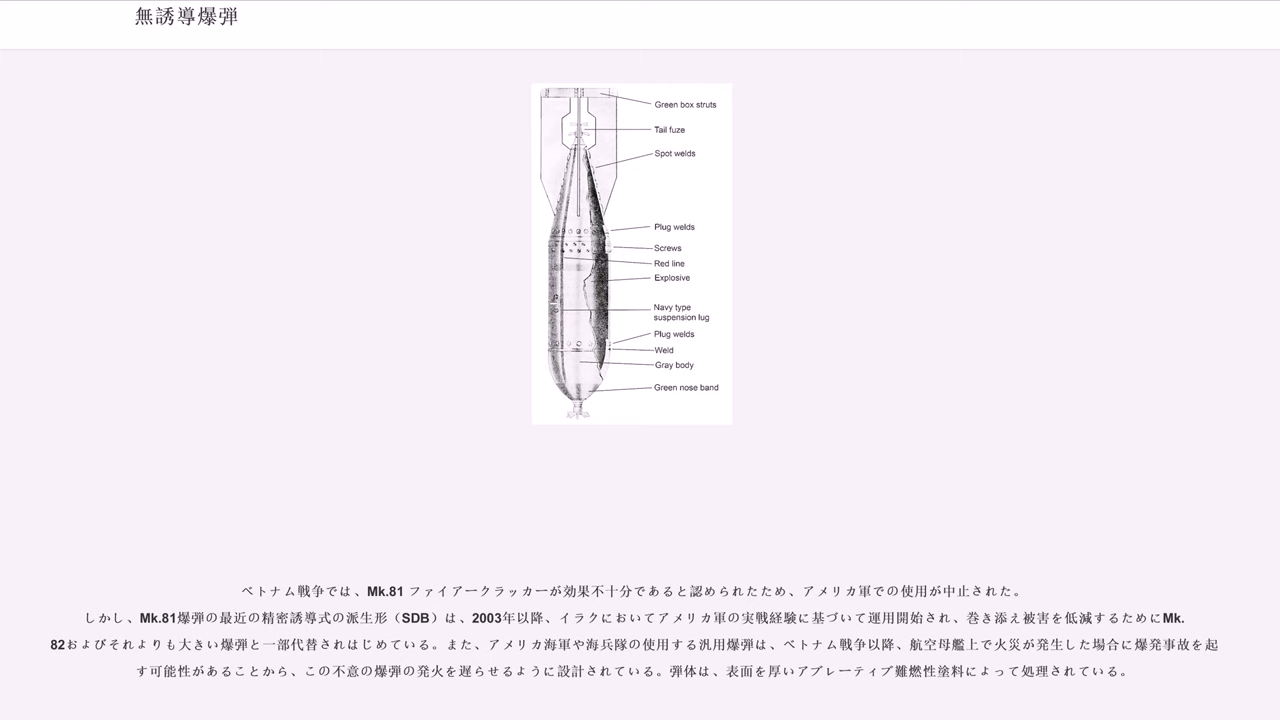 無誘導爆弾
Green box struts
Tail fuze
Spot welds
Plug welds
Screws
Red line
Explosive
Navy type
suspension lug
Plug welds
Weld
Gray body
Green nose band
ベトナム戦争では、Mk.81 ファイアークラッカーが効果不十分であると認められたため、アメリカ軍での使用が中止された。
しかし、Mk.81爆弾の最近の精密誘導式の派生形（SDB）は、2003年以降、イラクにおいてアメリカ軍の実戦経験に基づいて運用開始され、巻き添え被害を低減するためにMk.
82およびそれよりも大きい爆弾と一部代替されはじめている。また、アメリカ海軍や海兵隊の使用する汎用爆弾は、ベトナム戦争以降、航空母艦上で火災が発生した場合に爆発事故を起
す可能性があることから、この不意の爆弾の発火を遅らせるように設計されている。弾体は、表面を厚いアブレーティブ難燃性塗料によって処理されている。